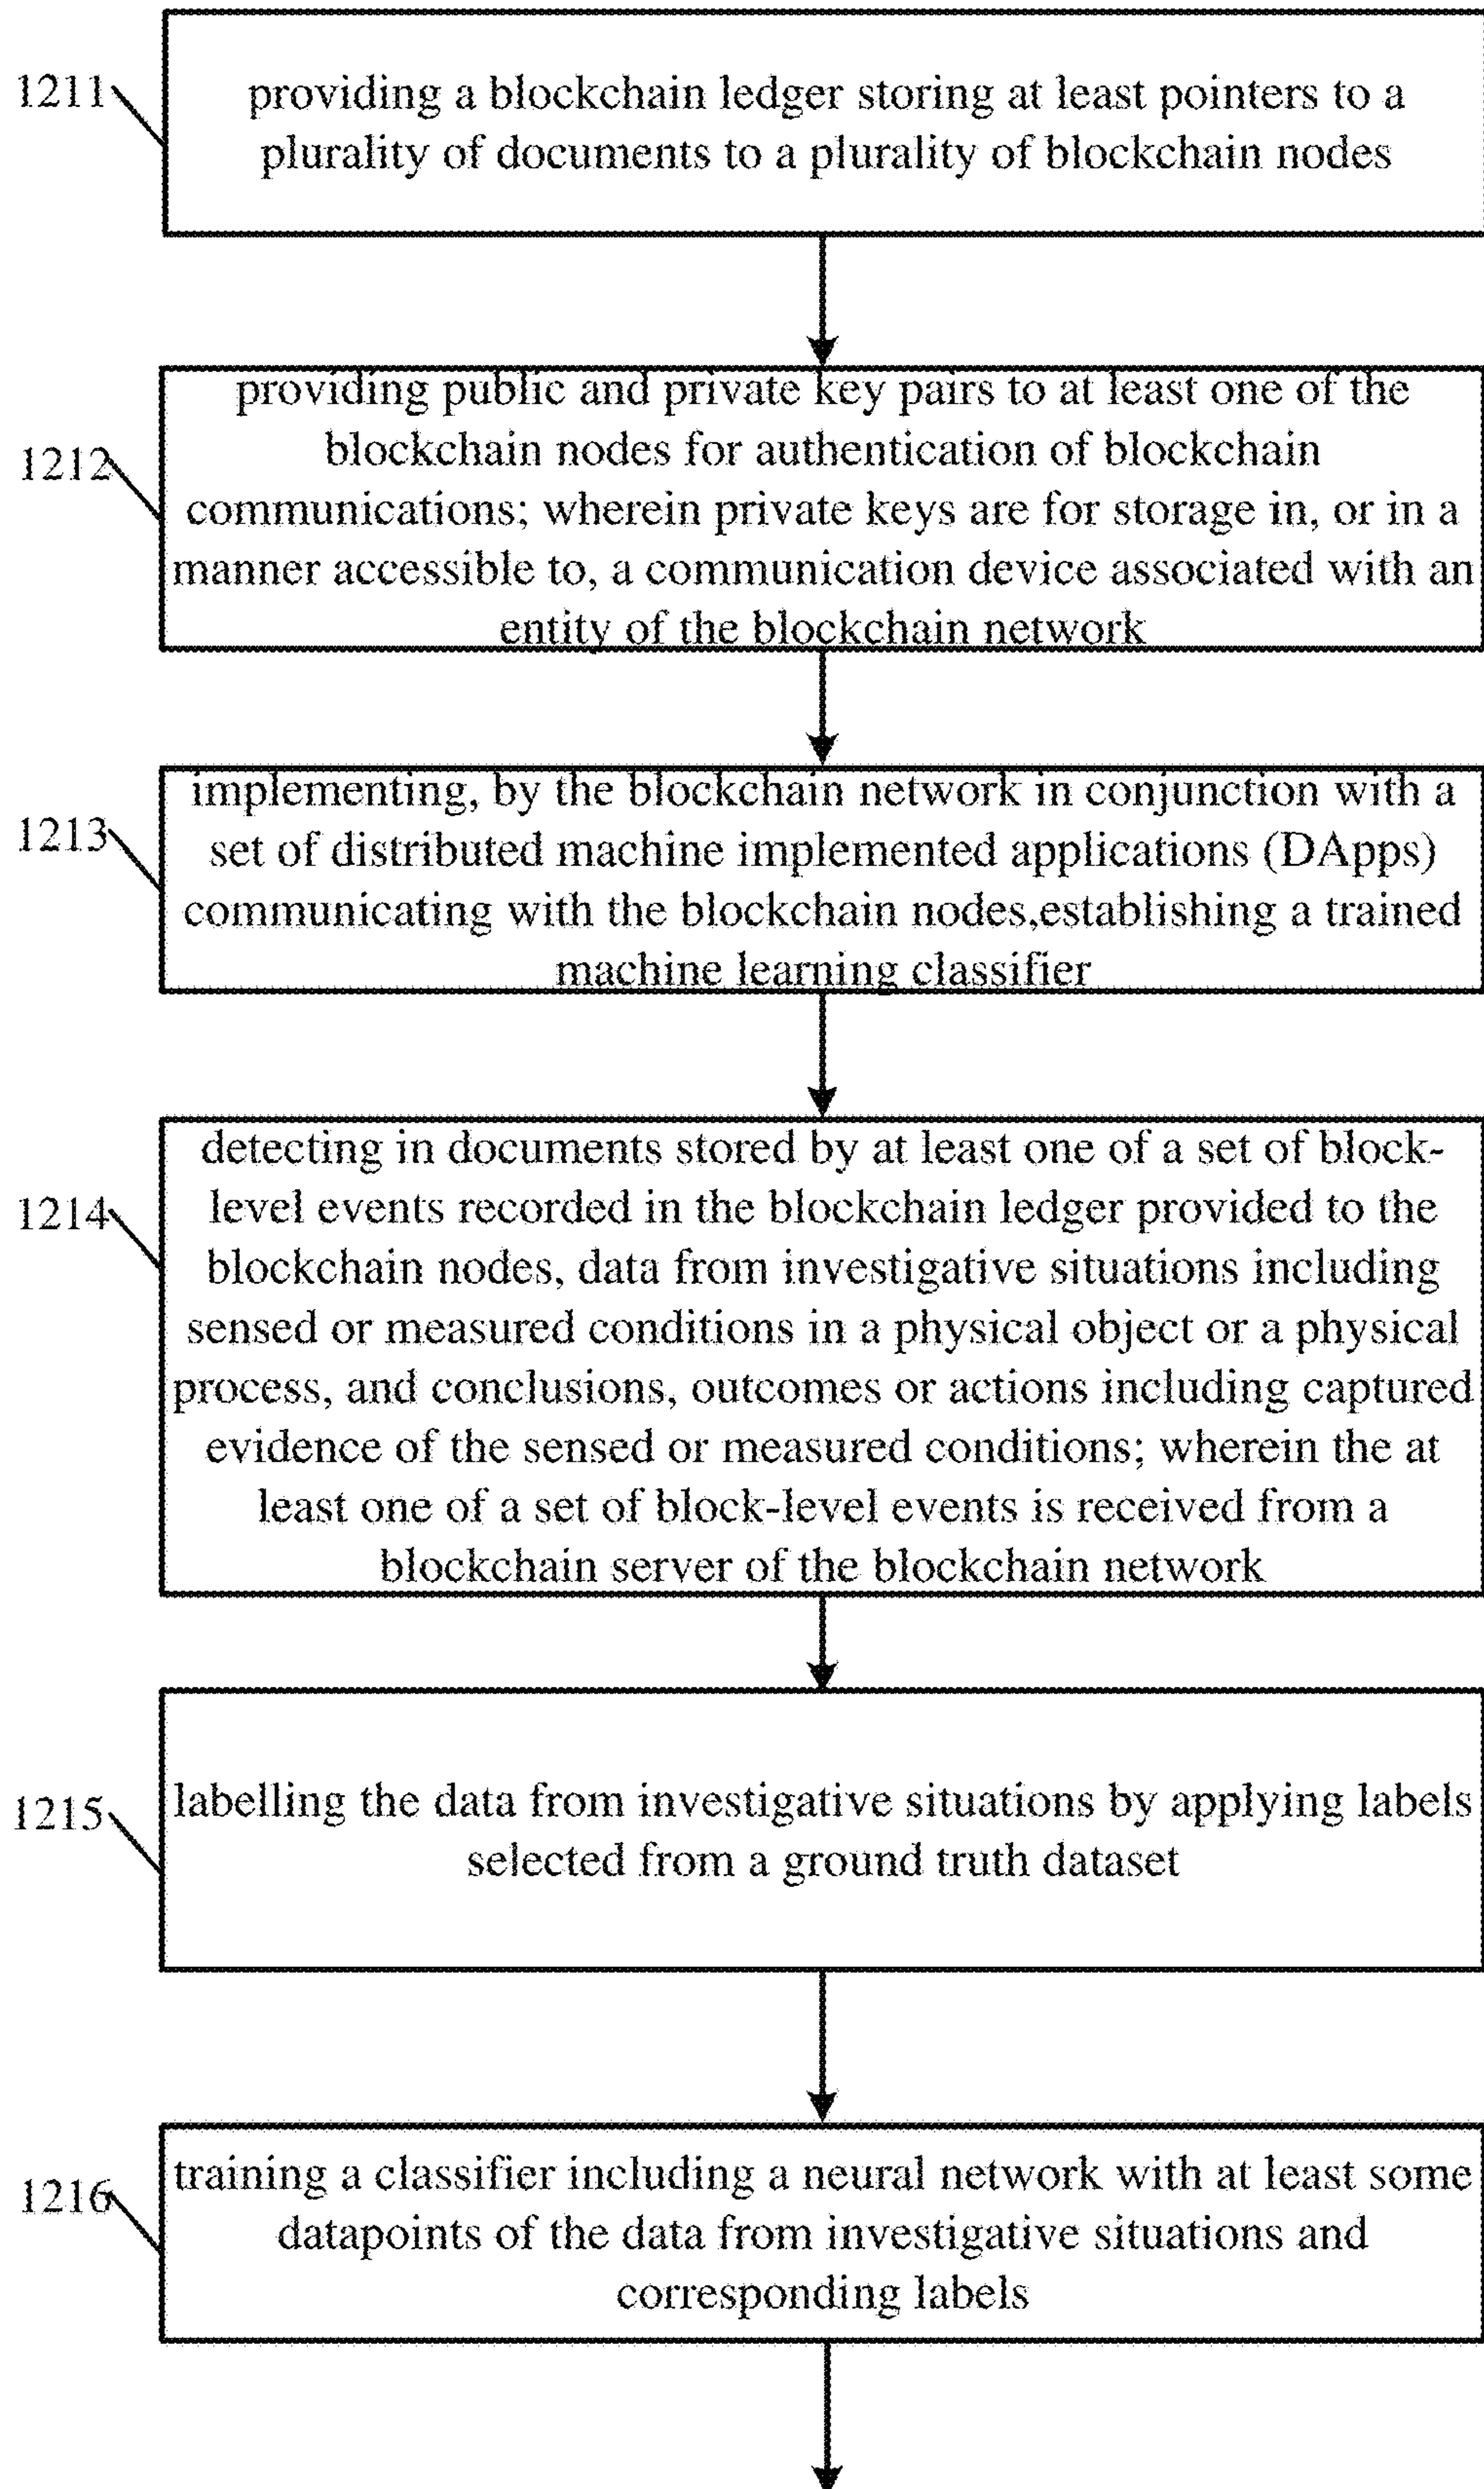 1211
providing a blockchain ledger storing at least pointers to a
plurality of documents to a plurality of blockchain nodes
1212
providing public and private key pairs to at least one of the
blockchain nodes for authentication of blockchain
communications; wherein private keys are for storage in, or in a
manner accessible to, a communication device associated with an
entity of the blockchain network
1213
implementing, by the blockchain network in conjunction with a
set of distributed machine implemented applications (DApps)
communicating with the blockchain nodes,establishing a trained
machine learning classifier
1214
detecting in documents stored by at least one of a set of block-
level events recorded in the blockchain ledger provided to the
blockchain nodes, data from investigative situations including
sensed or measured conditions in a physical object or a physical
process, and conclusions, outcomes or actions including captured
evidence of the sensed or measured conditions; wherein the at
least one of a set of block-level events is received from a
blockchain server of the blockchain network
1215
labelling the data from investigative situations by applying labels
selected from a ground truth dataset
1216
training a classifier including a neural network with at least some
datapoints of the data from investigative situations and
corresponding labels